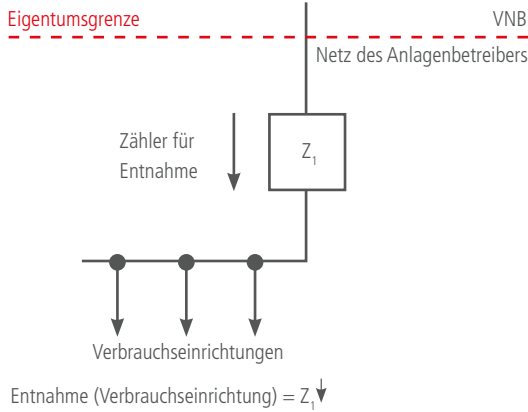 Eigentumsgrenze VNB
Netz des Anlagenbetreibers
Zähler für
Entnahme
Z₁
Verbrauchseinrichtungen
Entnahme (Verbrauchseinrichtung) = Z₁↓